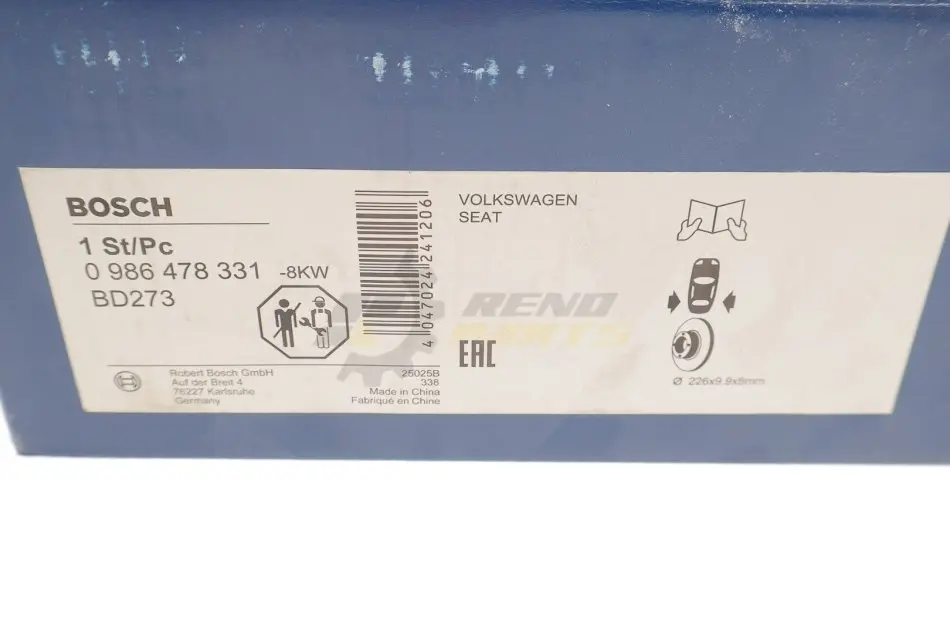 BOSCH
1 St/Pc
0 986 478 331 -8KW
BD273
4 047024 241206
VOLKSWAGEN
SEAT
EAC
RENO
PARTS
Robert Bosch GmbH
Auf der Breit 4
76227 Karlsruhe
Germany
25025B
338
Made in China
Fabriqué en Chine
Ø 226x9.9x8mm